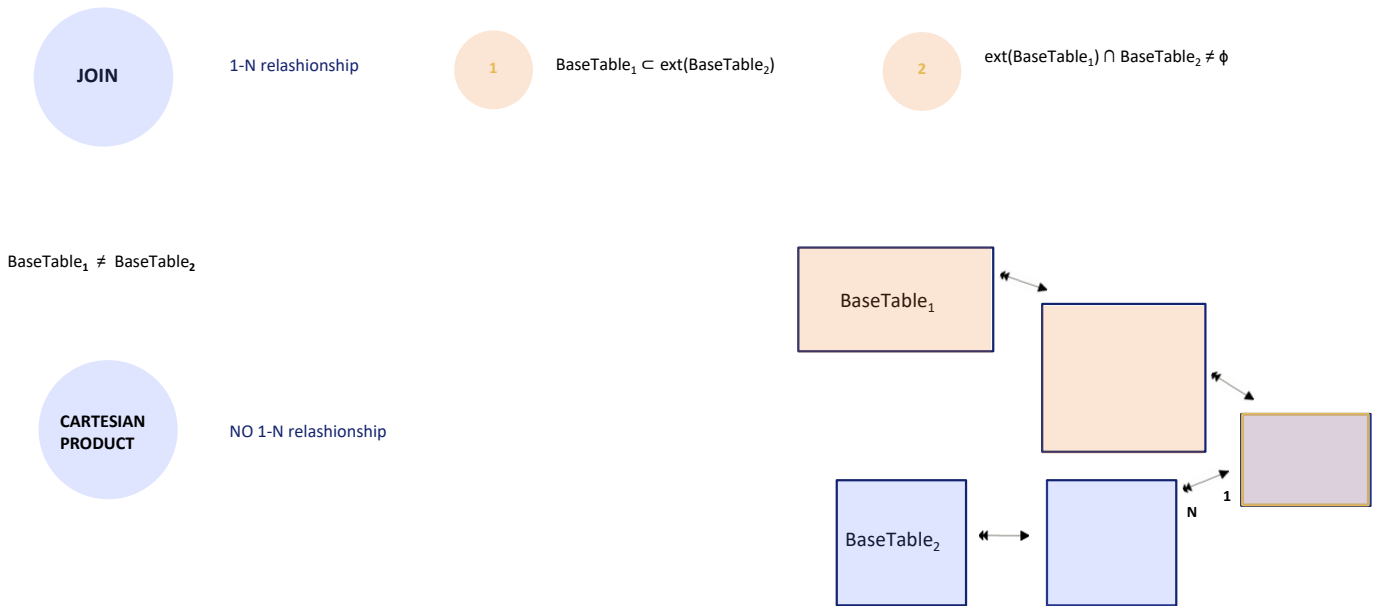 JOIN
1-N relashionship
1
BaseTable₁ ⊂ ext(BaseTable₂)
2
ext(BaseTable₁) ⋂ BaseTable₂ ≠ ϕ
BaseTable₁ ≠ BaseTable₂
BaseTable₁
CARTESIAN
PRODUCT
NO 1-N relashionship
1
N
BaseTable₂